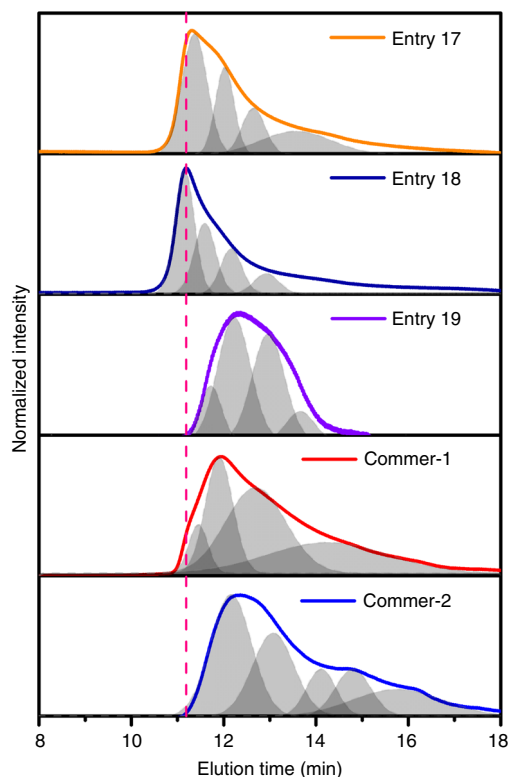 Entry 17
Entry 18
Entry 19
Commer-1
Commer-2
Normalized intensity
8 10 12 14 16 18
Elution time (min)